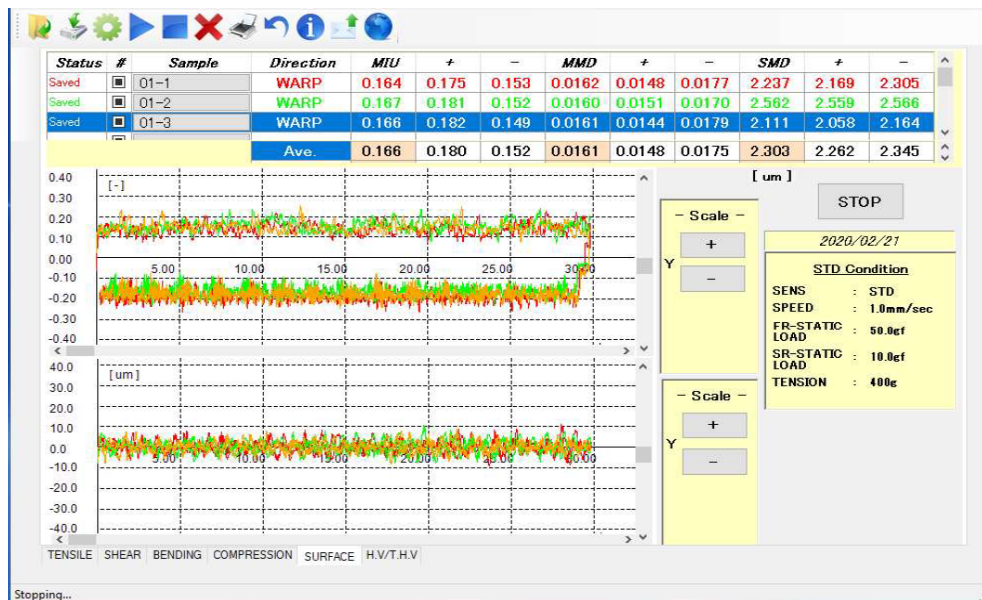 Status # Sample Direction MIU + − MMD + − SMD + −
Saved 01-1 WARP 0.164 0.175 0.153 0.0162 0.0148 0.0177 2.237 2.169 2.305
Saved 01-2 WARP 0.167 0.181 0.152 0.0160 0.0151 0.0170 2.562 2.559 2.566
Saved 01-3 WARP 0.166 0.182 0.149 0.0161 0.0144 0.0179 2.111 2.058 2.164
Ave. 0.166 0.180 0.152 0.0161 0.0148 0.0175 2.303 2.262 2.345
[ um ]
STOP
0.40
[-]
0.30
0.20
0.10
0.00
5.00 10.00 15.00 20.00 25.00 30.00
-0.10
-0.20
-0.30
-0.40
- Scale -
+
Y
−
2020/02/21
STD Condition
SENS : STD
SPEED : 1.0mm/sec
FR-STATIC LOAD : 50.0gf
SR-STATIC LOAD : 10.0gf
TENSION : 400g
40.0
[um]
30.0
20.0
10.0
0.0
5.00 10.00 15.00 20.00 25.00 30.00
-10.0
-20.0
-30.0
-40.0
- Scale -
+
Y
−
TENSILE SHEAR BENDING COMPRESSION SURFACE H.V/T.H.V
Stopping...